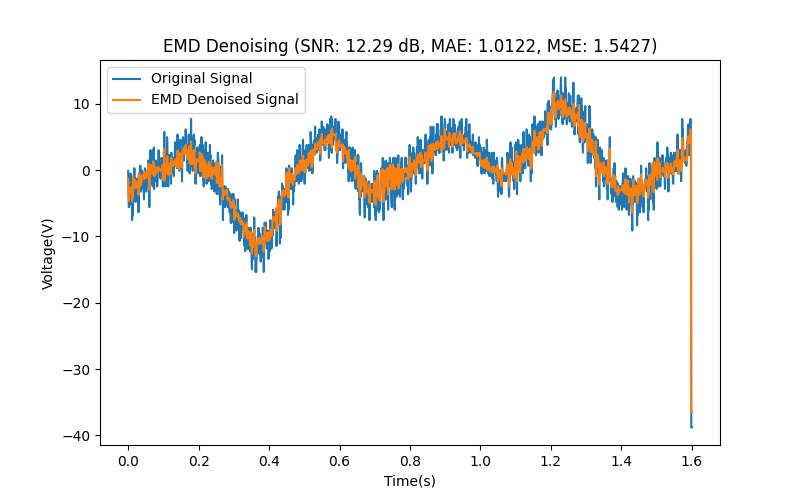 EMD Denoising (SNR: 12.29 dB, MAE: 1.0122, MSE: 1.5427)
Original Signal
EMD Denoised Signal
10
0
−10
−20
−30
−40
Voltage(V)
0.0 0.2 0.4 0.6 0.8 1.0 1.2 1.4 1.6
Time(s)